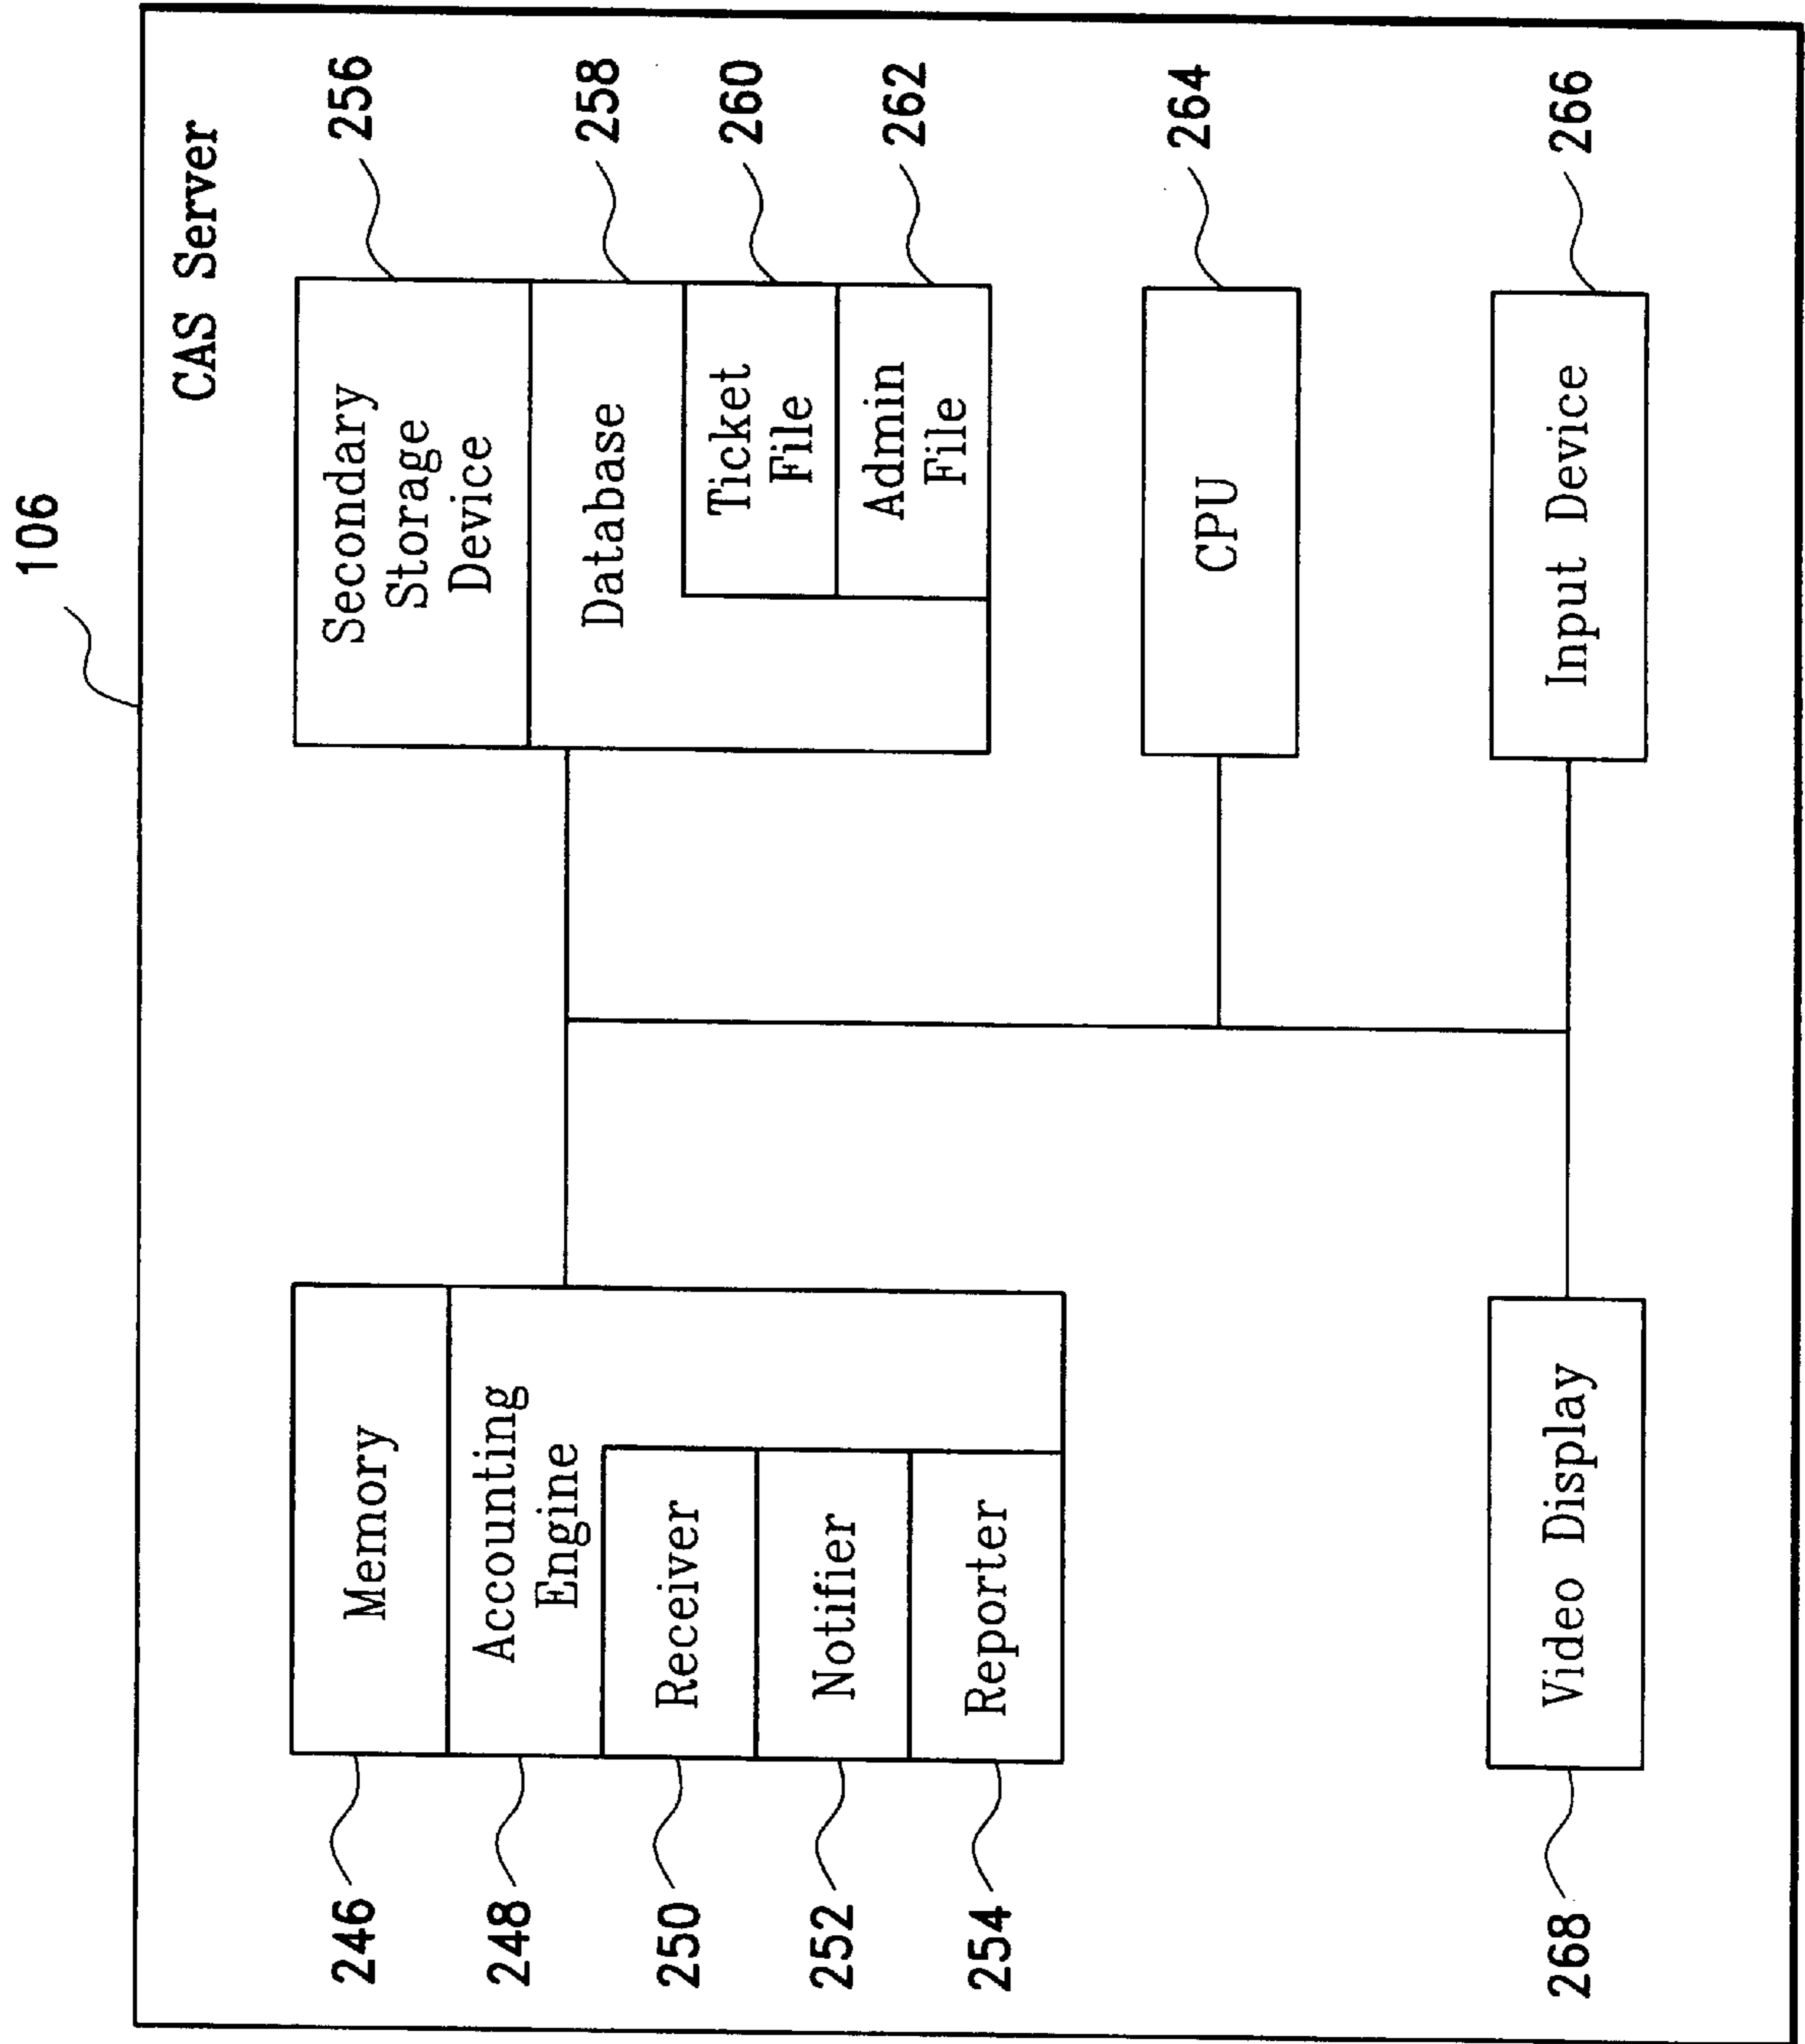 106
CAS Server
246
Memory
248
Accounting
Engine
250
Receiver
252
Notifier
254
Reporter
Secondary
Storage
Device
256
Database
258
Ticket
File
260
Admin
File
262
CPU
264
Input Device
266
Video Display
268